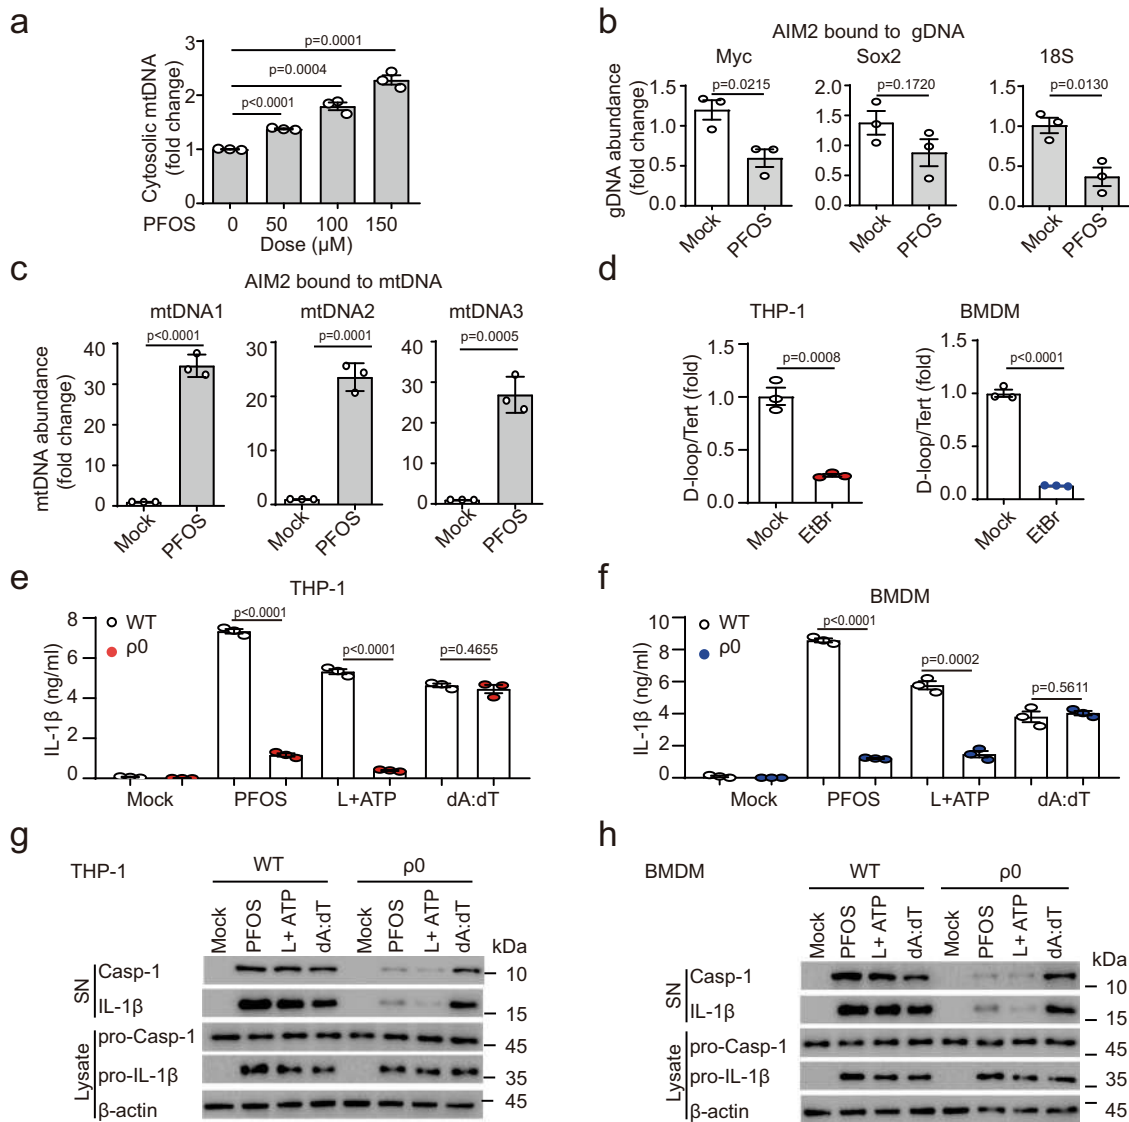 a
Cytosolic mtDNA
(fold change)
3
2
1
0
p=0.0001
p=0.0004
p<0.0001
PFOS 0 50 100 150
Dose (µM)
b
AIM2 bound to gDNA
gDNA abundance
(fold change)
Myc
1.5
1.0
0.5
0.0
p=0.0215
Mock PFOS
Sox2
2.0
1.5
1.0
0.5
0.0
p=0.1720
Mock PFOS
18S
1.5
1.0
0.5
0.0
p=0.0130
Mock PFOS
c
AIM2 bound to mtDNA
mtDNA abundance
(fold change)
mtDNA1
40
30
20
10
0
p<0.0001
Mock PFOS
mtDNA2
30
20
10
0
p=0.0001
Mock PFOS
mtDNA3
40
30
20
10
0
p=0.0005
Mock PFOS
d
THP-1
D-loop/Tert (fold)
1.5
1.0
0.5
0.0
p=0.0008
Mock EtBr
BMDM
D-loop/Tert (fold)
1.5
1.0
0.5
0.0
p<0.0001
Mock EtBr
e
THP-1
IL-1β (ng/ml)
8
6
4
2
0
WT
ρ0
p<0.0001
p<0.0001
p=0.4655
Mock PFOS L+ATP dA:dT
f
BMDM
IL-1β (ng/ml)
10
8
6
4
2
0
WT
ρ0
p<0.0001
p=0.0002
p=0.5611
Mock PFOS L+ATP dA:dT
g
THP-1
WT ρ0
Mock PFOS L+ ATP dA:dT Mock PFOS L+ ATP dA:dT
kDa
SN
Casp-1 10
IL-1β 15
Lysate
pro-Casp-1 45
pro-IL-1β 35
β-actin 45
h
BMDM
WT ρ0
Mock PFOS L+ ATP dA:dT Mock PFOS L+ ATP dA:dT
kDa
SN
Casp-1 10
IL-1β 15
Lysate
pro-Casp-1 45
pro-IL-1β 35
β-actin 45